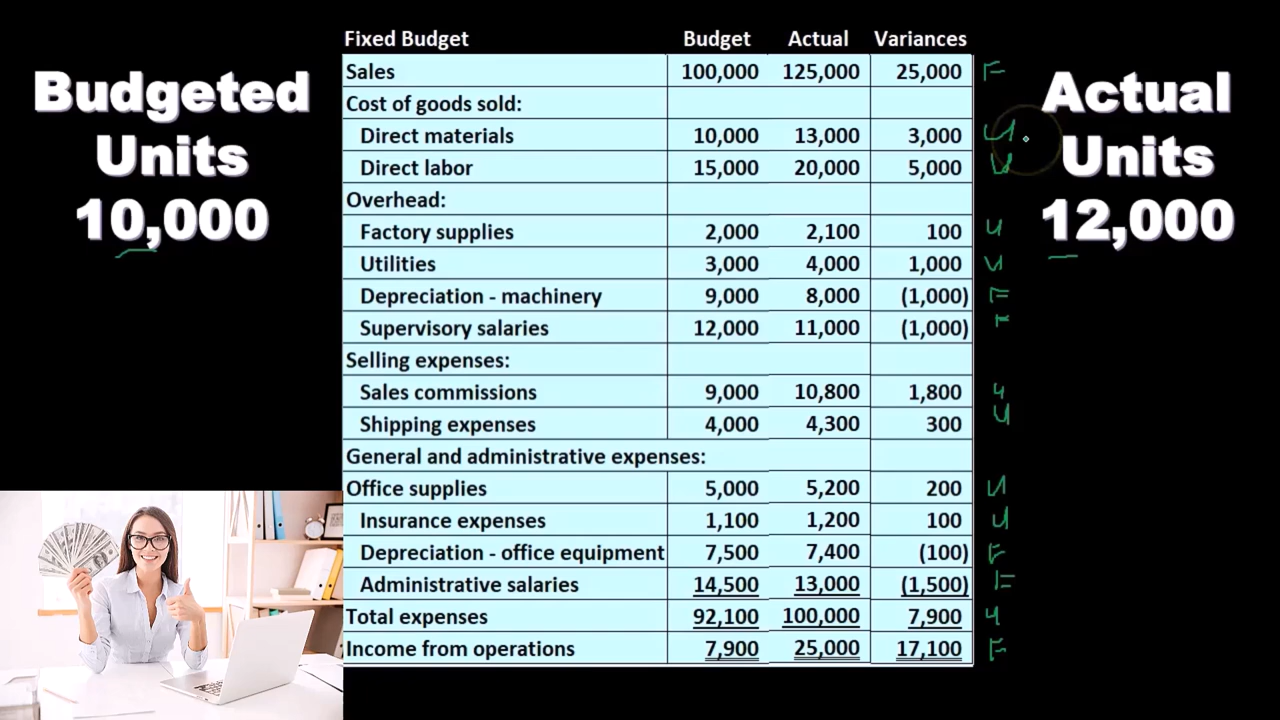 Budgeted
Units
10,000
Fixed Budget Budget Actual Variances
Sales 100,000 125,000 25,000 F
Cost of goods sold:
Direct materials 10,000 13,000 3,000 U
Direct labor 15,000 20,000 5,000 U
Overhead:
Factory supplies 2,000 2,100 100 U
Utilities 3,000 4,000 1,000 U
Depreciation - machinery 9,000 8,000 (1,000) F
Supervisory salaries 12,000 11,000 (1,000) F
Selling expenses:
Sales commissions 9,000 10,800 1,800 U
Shipping expenses 4,000 4,300 300 U
General and administrative expenses:
Office supplies 5,000 5,200 200 U
Insurance expenses 1,100 1,200 100 U
Depreciation - office equipment 7,500 7,400 (100) F
Administrative salaries 14,500 13,000 (1,500) F
Total expenses 92,100 100,000 7,900 U
Income from operations 7,900 25,000 17,100 F
Actual
Units
12,000